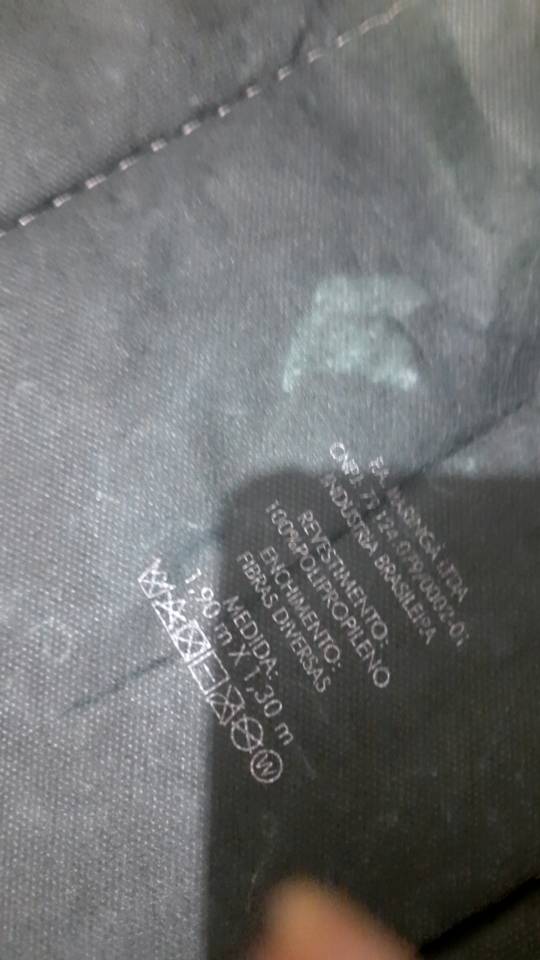 F.A. MARINGÁ LTDA
CNPJ: 77.124.079/0002-01
INDÚSTRIA BRASILEIRA
REVESTIMENTO:
100%POLIPROPILENO
ENCHIMENTO:
FIBRAS DIVERSAS
MEDIDA:
1,90 m X 1,30 m
W